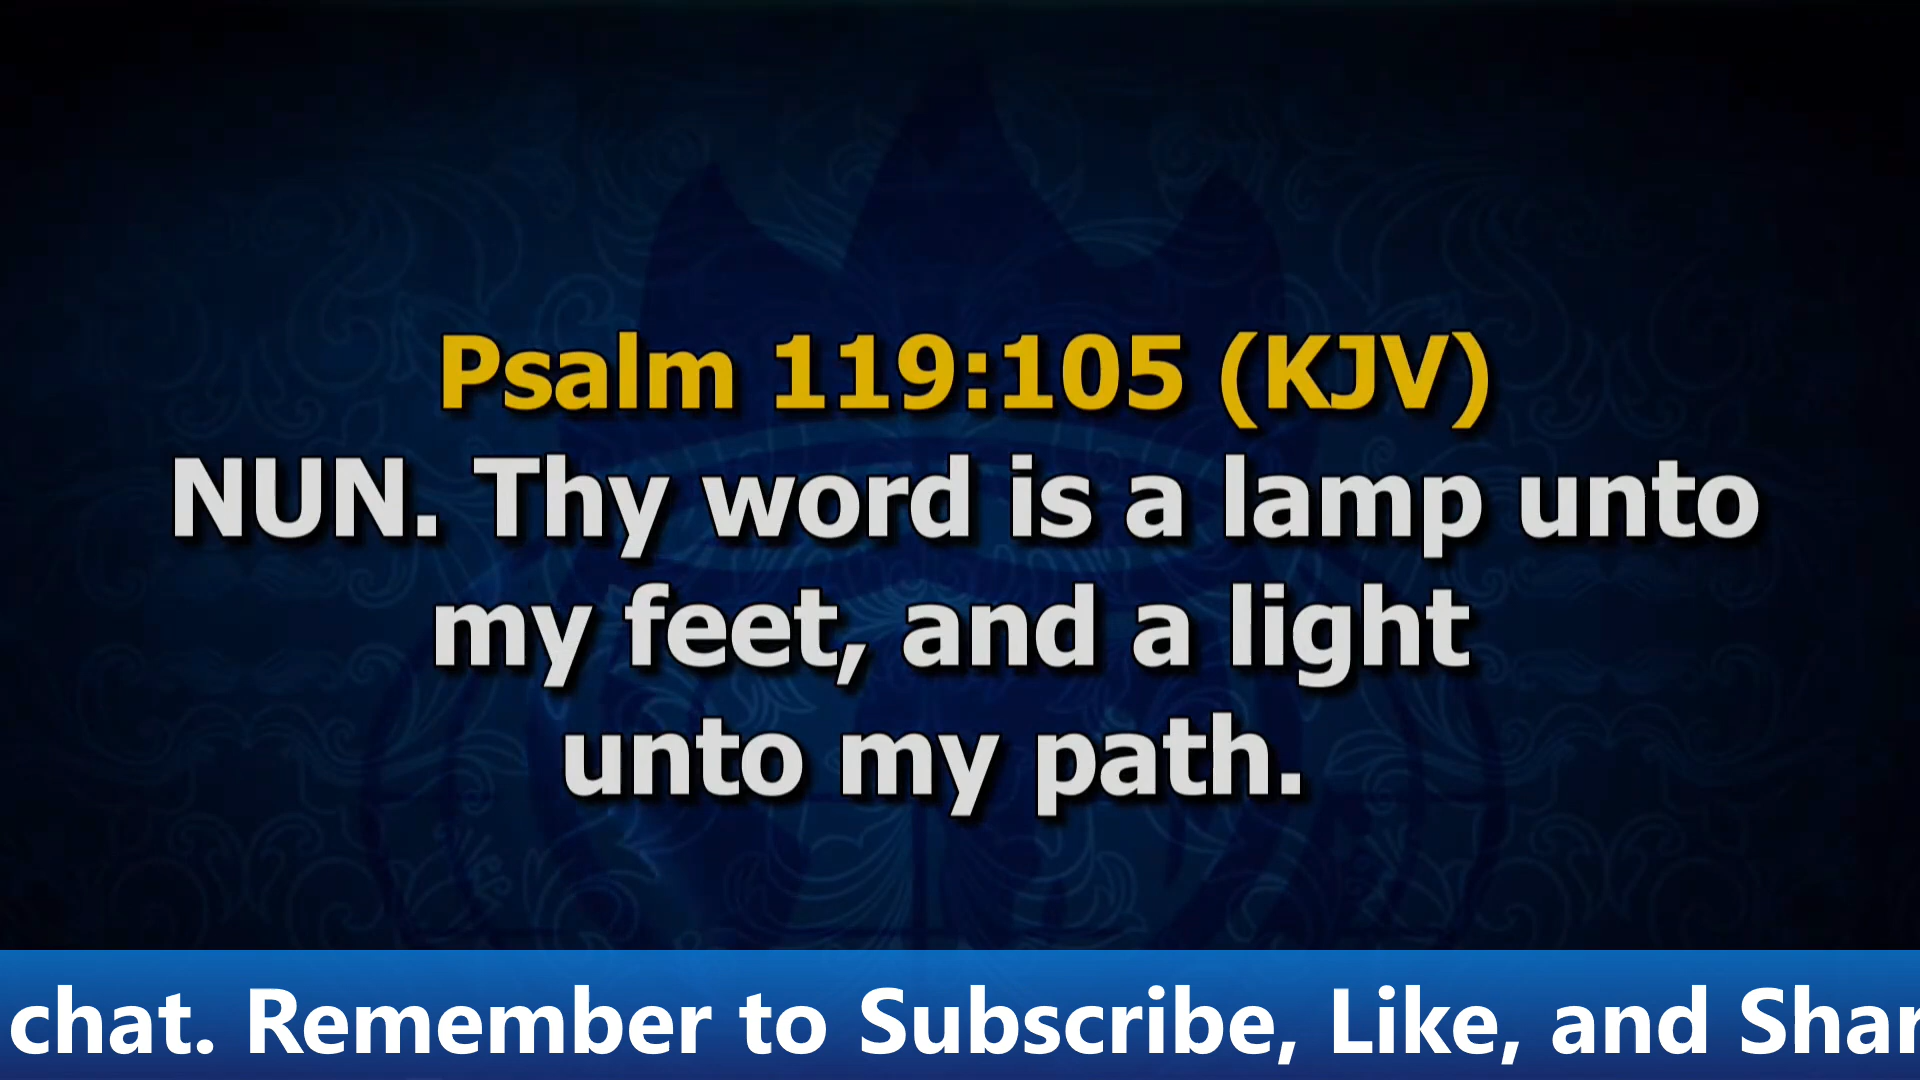 Psalm 119:105 (KJV)
NUN. Thy word is a lamp unto
my feet, and a light
unto my path.
chat. Remember to Subscribe, Like, and Shar